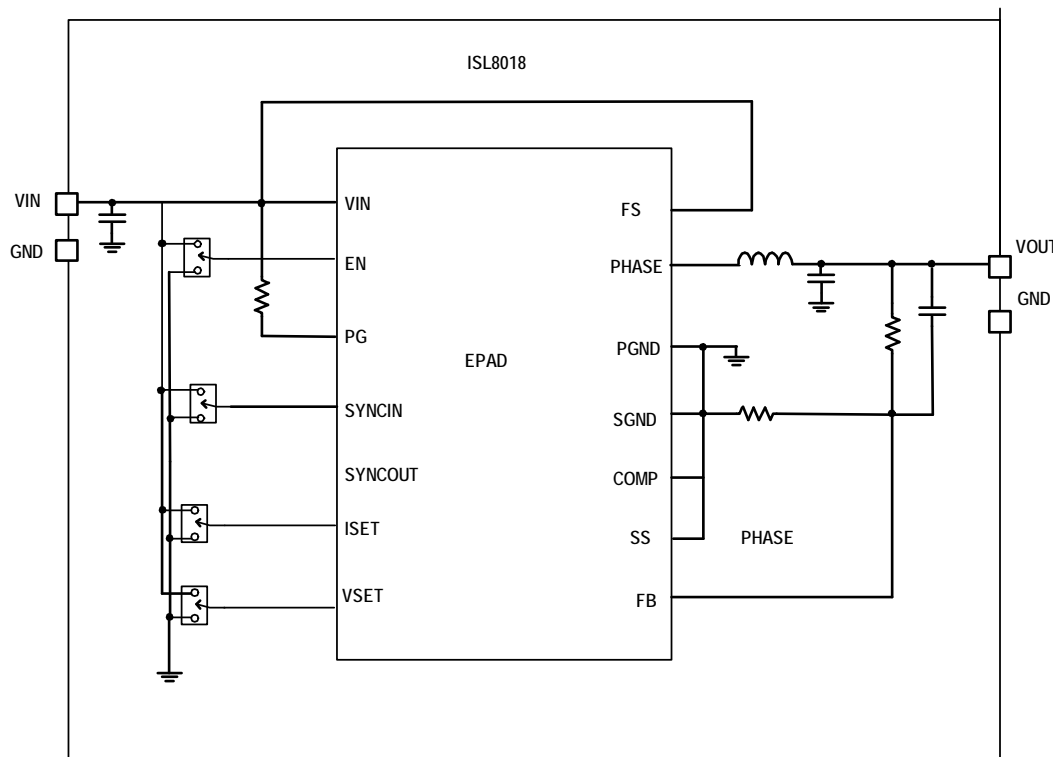 ISL8018
VIN
GND
VIN
EN
PG
SYNCIN
SYNCOUT
ISET
VSET
EPAD
FS
PHASE
PGND
SGND
COMP
SS
FB
PHASE
VOUT
GND